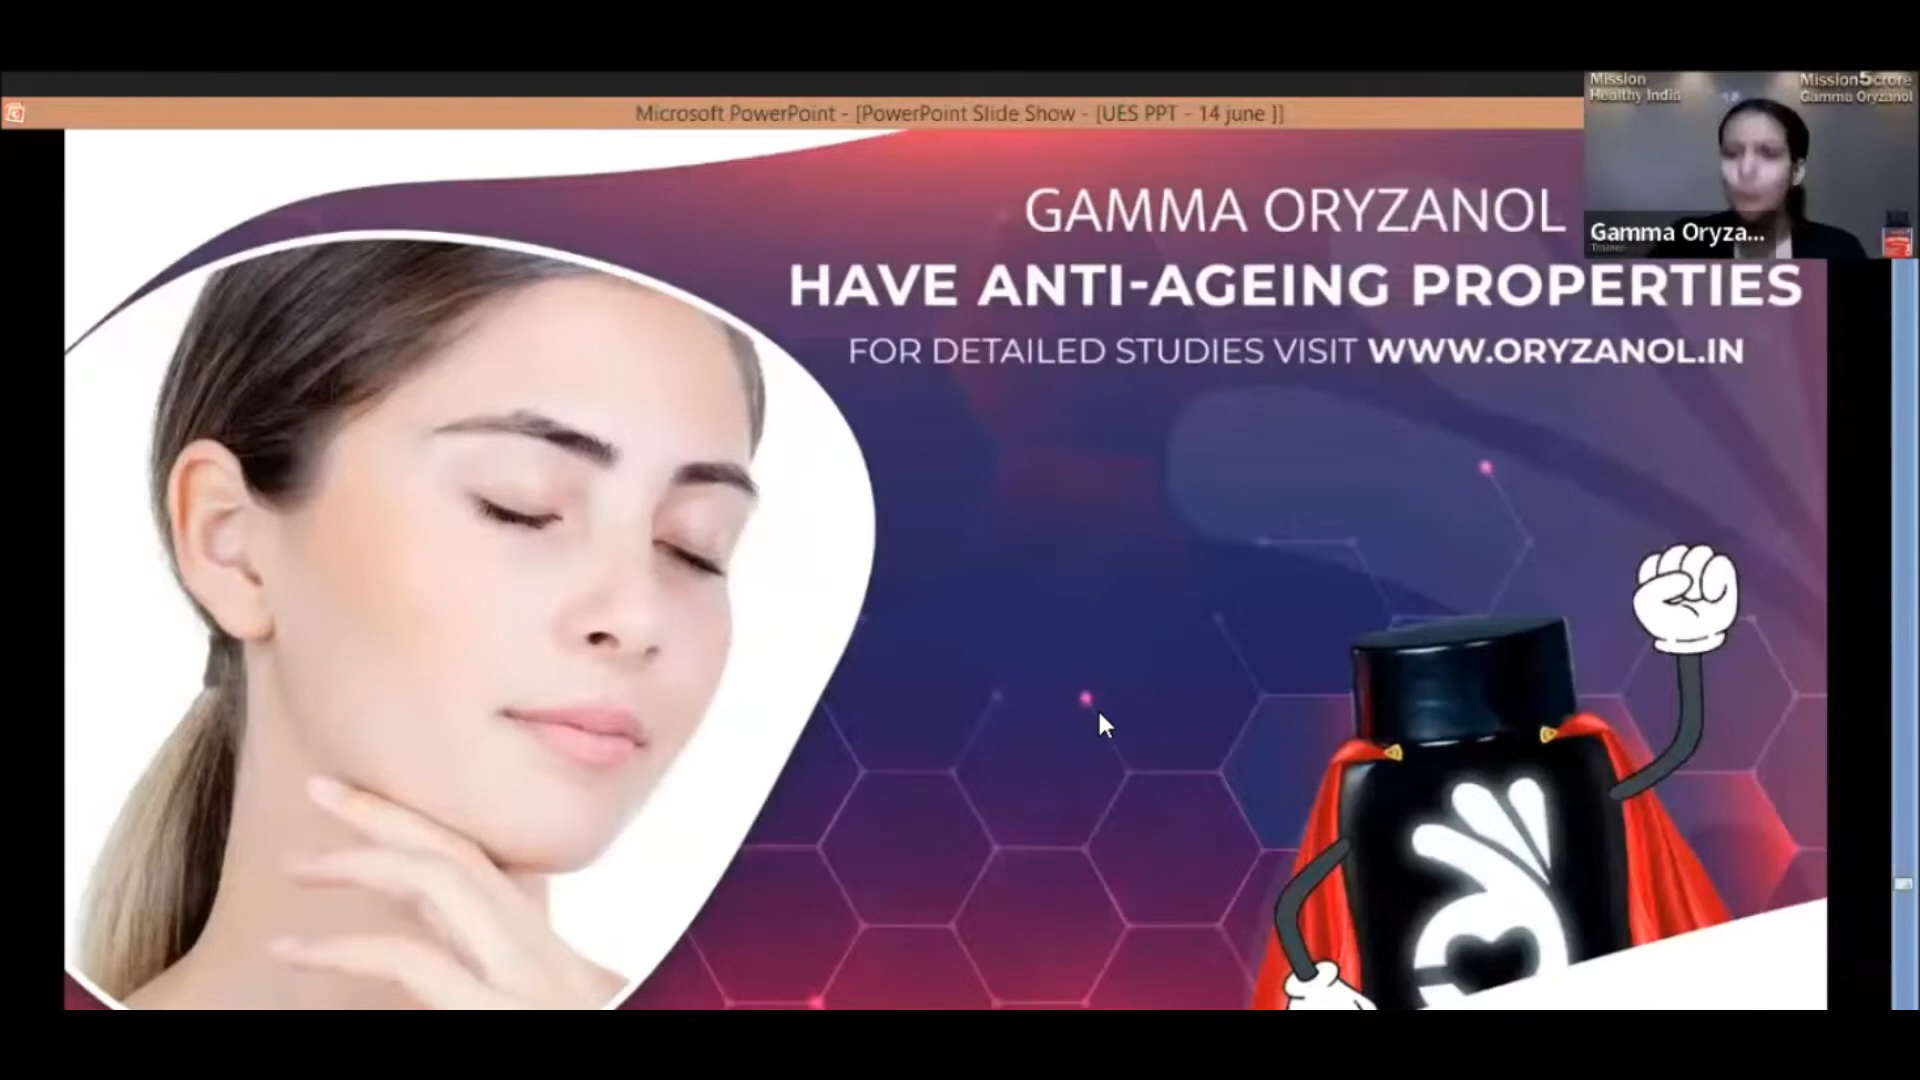 Microsoft PowerPoint - [PowerPoint Slide Show - [UES PPT - 14 june ]]
Mission
Healthy India
Mission5crore
Gamma Oryzanol
Gamma Oryza...
Trainer
GAMMA ORYZANOL
HAVE ANTI-AGEING PROPERTIES
FOR DETAILED STUDIES VISIT WWW.ORYZANOL.IN